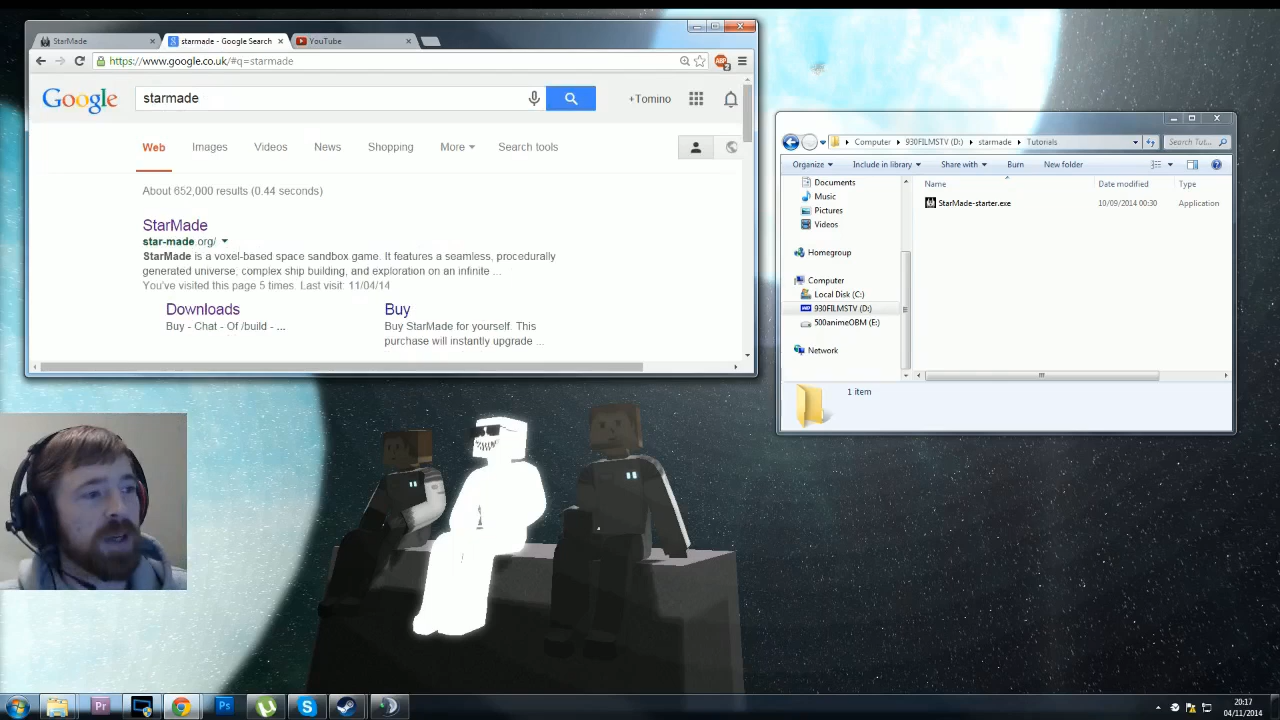 StarMade
starmade - Google Search
YouTube
https://www.google.co.uk/#q=starmade
ABP
2
Google
starmade
+Tomino
Web
Images
Videos
News
Shopping
More
Search tools
About 652,000 results (0.44 seconds)
StarMade
star-made.org/
StarMade is a voxel-based space sandbox game. It features a seamless, procedurally
generated universe, complex ship building, and exploration on an infinite ...
You've visited this page 5 times. Last visit: 11/04/14
Downloads
Buy - Chat - Of /build - ...
Buy
Buy StarMade for yourself. This
purchase will instantly upgrade ...
Computer
930FILMSTV (D:)
starmade
Tutorials
Search Tut...
Organize
Include in library
Share with
Burn
New folder
Documents
Music
Pictures
Videos
Homegroup
Computer
Local Disk (C:)
930FILMSTV (D:)
500animeOBM (E:)
Network
Name
Date modified
Type
StarMade-starter.exe
10/09/2014 00:30
Application
1 item
Pr
Ps
20:17
04/11/2014